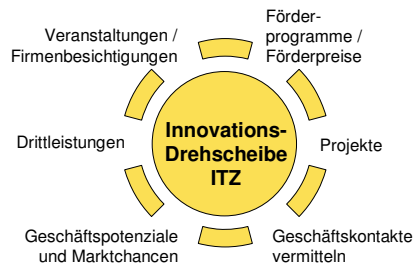 Veranstaltungen /
Firmenbesichtigungen
Förder-
programme /
Förderpreise
Drittleistungen
Innovations-
Drehscheibe
ITZ
Projekte
Geschäftspotenziale
und Marktchancen
Geschäftskontakte
vermitteln